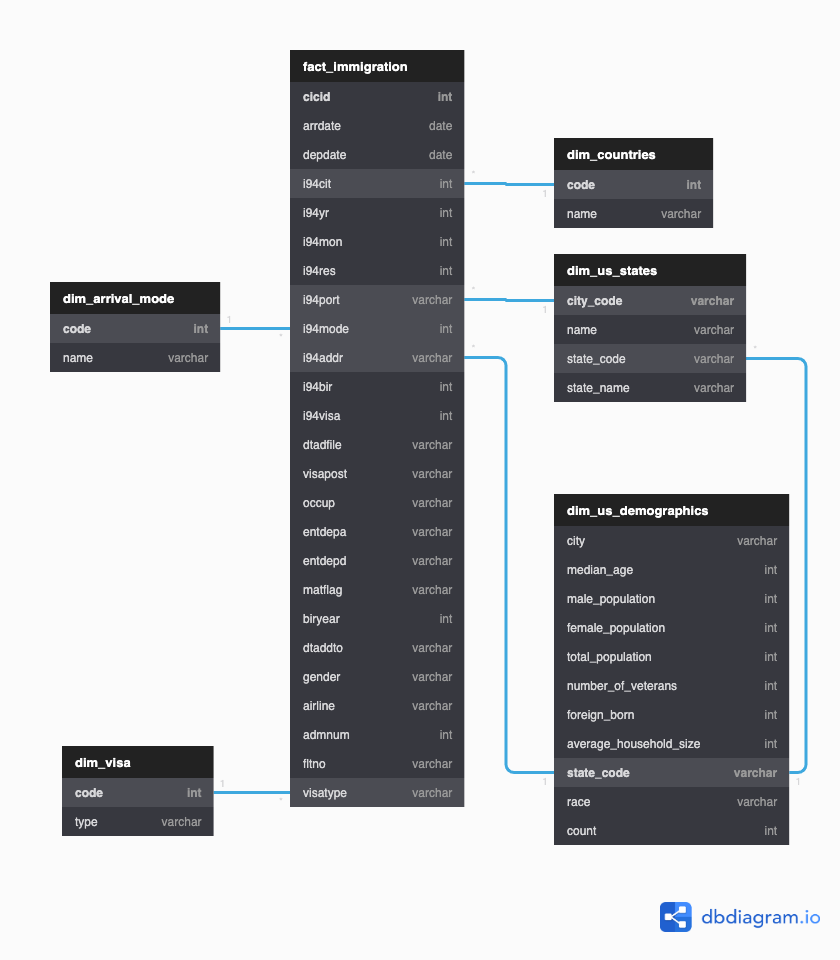 fact_immigration
cicid int
arrdate date
depdate date
i94cit int
i94yr int
i94mon int
i94res int
i94port varchar
i94mode int
i94addr varchar
i94bir int
i94visa int
dtadfile varchar
visapost varchar
occup varchar
entdepa varchar
entdepd varchar
matflag varchar
biryear int
dtaddto varchar
gender varchar
airline varchar
admnum int
fltno varchar
visatype varchar
dim_countries
code int
name varchar
dim_us_states
city_code varchar
name varchar
state_code varchar
state_name varchar
dim_arrival_mode
code int
name varchar
dim_us_demographics
city varchar
median_age int
male_population int
female_population int
total_population int
number_of_veterans int
foreign_born int
average_household_size int
state_code varchar
race varchar
count int
dim_visa
code int
type varchar
* 1
* 1
1 *
* 1
* 1
1 *
dbdiagram.io